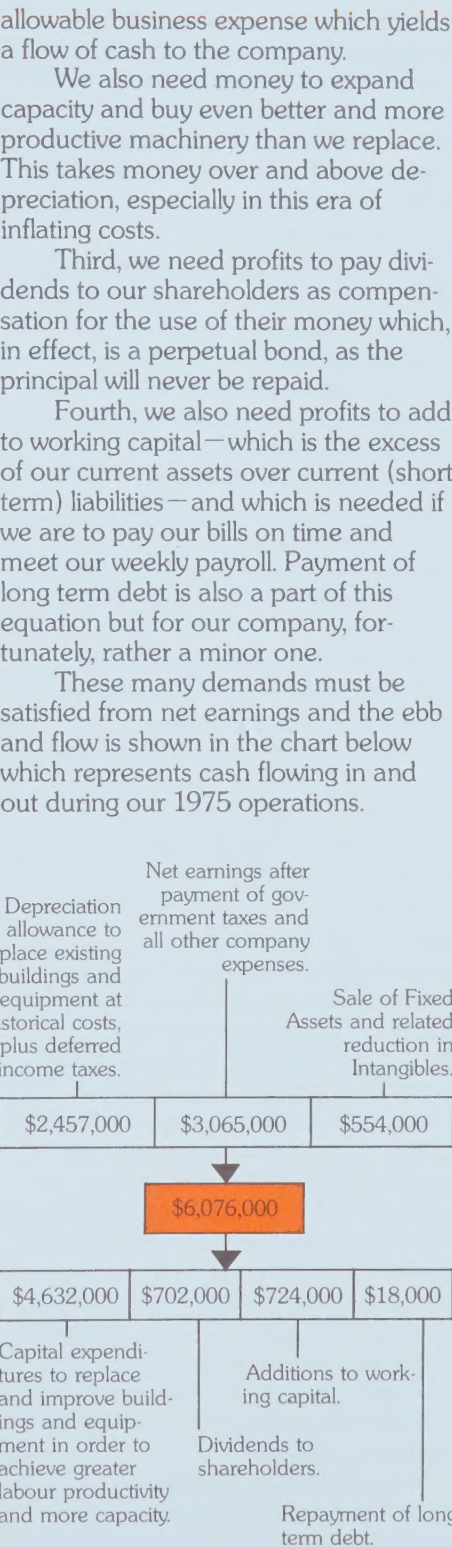 allowable business expense which yields
a flow of cash to the company.
We also need money to expand
capacity and buy even better and more
productive machinery than we replace.
This takes money over and above de-
preciation, especially in this era of
inflating costs.
Third, we need profits to pay divi-
dends to our shareholders as compen-
sation for the use of their money which,
in effect, is a perpetual bond, as the
principal will never be repaid.
Fourth, we also need profits to add
to working capital—which is the excess
of our current assets over current (short
term) liabilities—and which is needed if
we are to pay our bills on time and
meet our weekly payroll. Payment of
long term debt is also a part of this
equation but for our company, for-
tunately, rather a minor one.
These many demands must be
satisfied from net earnings and the ebb
and flow is shown in the chart below
which represents cash flowing in and
out during our 1975 operations.
Depreciation
allowance to
place existing
buildings and
equipment at
storical costs,
plus deferred
income taxes.
Net earnings after
payment of gov-
ernment taxes and
all other company
expenses.
Sale of Fixed
Assets and related
reduction in
Intangibles.
$2,457,000 $3,065,000 $554,000
$6,076,000
$4,632,000 $702,000 $724,000 $18,000
Capital expendi-
tures to replace
and improve build-
ings and equip-
ment in order to
achieve greater
labour productivity
and more capacity.
Dividends to
shareholders.
Additions to work-
ing capital.
Repayment of long
term debt.